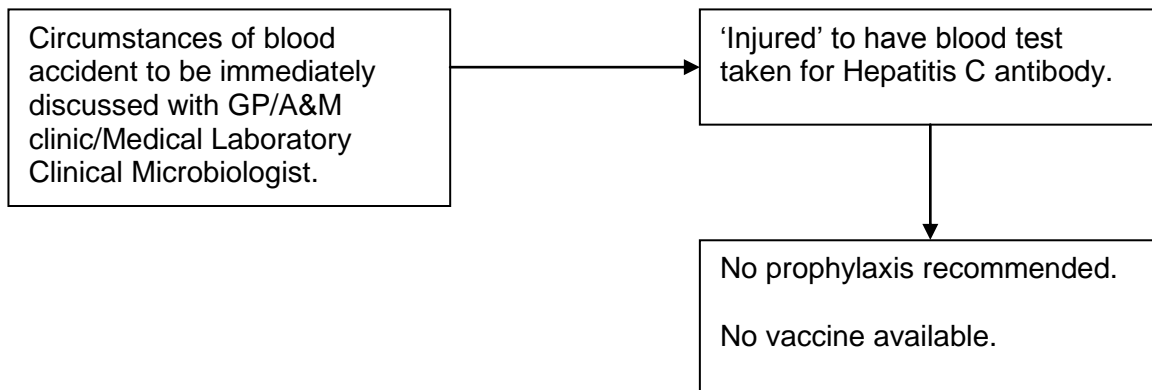 Circumstances of blood
accident to be immediately
discussed with GP/A&M
clinic/Medical Laboratory
Clinical Microbiologist.
‘Injured’ to have blood test
taken for Hepatitis C antibody.
No prophylaxis recommended.
No vaccine available.